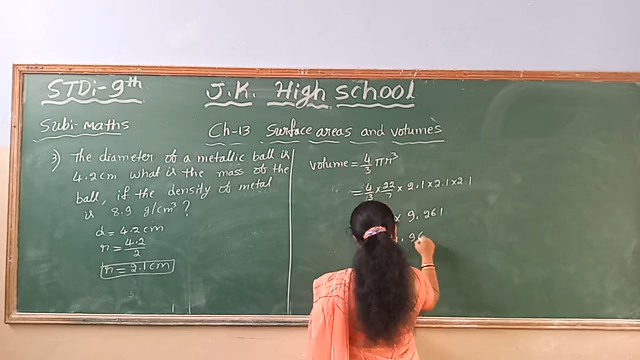 STD:- 9th
J.K. High school
Sub:- maths
Ch-13 Surface areas and volumes
3) The diameter of a metallic ball is
4.2cm what is the mass of the
ball, if the density of metal
is 8.9 g/cm³ ?
d = 4.2 cm
r = 4.2/2
r = 2.1 cm
volume = 4/3 πr³
= 4/3 × 22/7 × 2.1 × 2.1 × 2.1
× 9.261